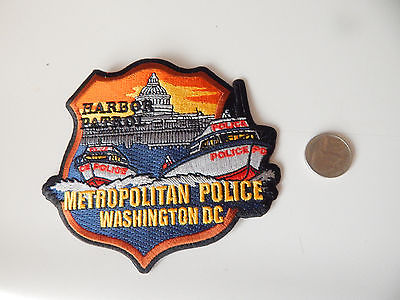 HARBOR
PATROL
POLICE
POLICE
POLICE
METROPOLITAN POLICE
WASHINGTON DC